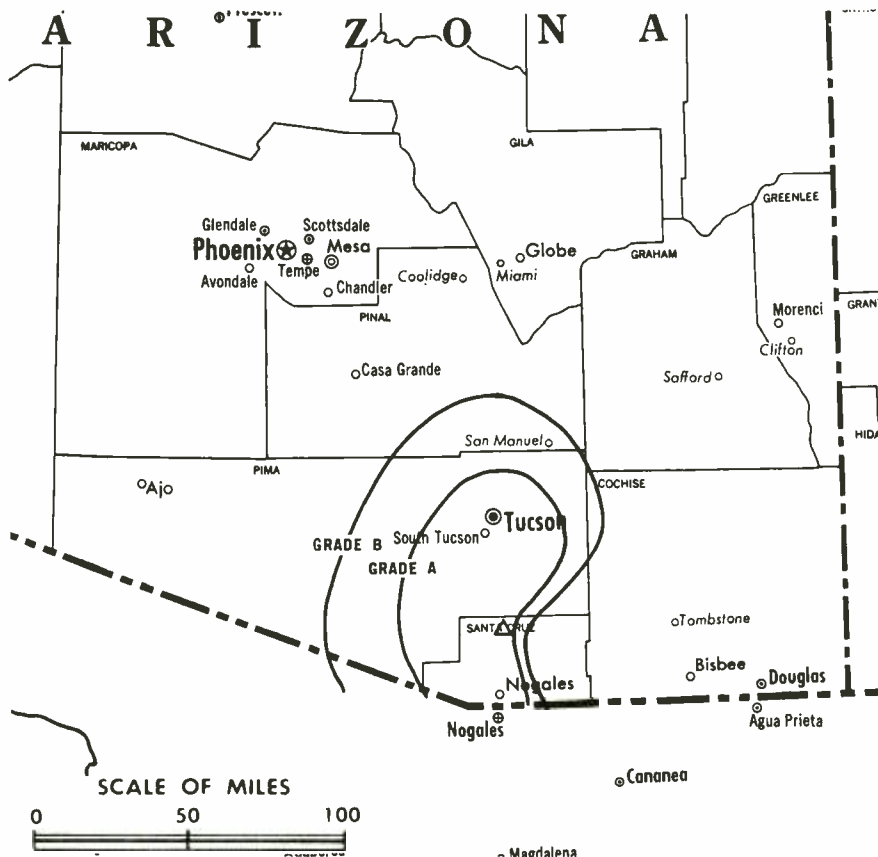 A R I Z O N A
MARICOPA
GILA
GREENLEE
Glendale
Scottsdale
Phoenix
Mesa
Globe
GRAHAM
Avondale
Tempe
Coolidge
Miami
Chandler
PINAL
Morenci
Clifton
Casa Grande
Safford
San Manuel
PIMA
COCHISE
Ajo
Tucson
South Tucson
GRADE B
GRADE A
SANTA CRUZ
Tombstone
Bisbee
Nogales
Douglas
Nogales
Agua Prieta
Cananea
SCALE OF MILES
0 50 100
Magdalena